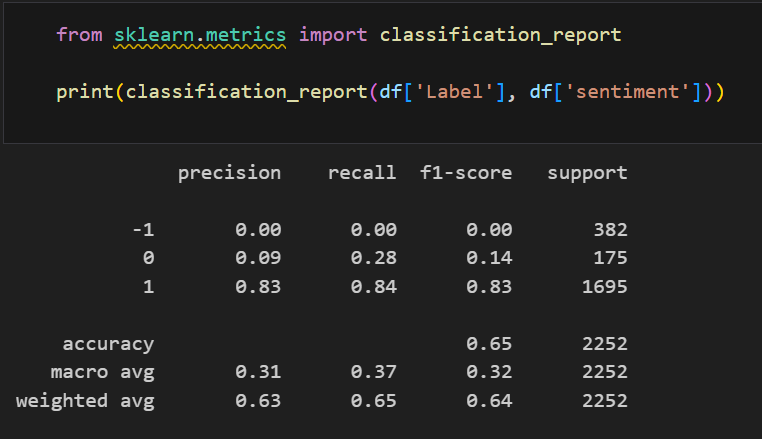 from sklearn.metrics import classification_report
print(classification_report(df['Label'], df['sentiment']))
precision recall f1-score support
-1 0.00 0.00 0.00 382
0 0.09 0.28 0.14 175
1 0.83 0.84 0.83 1695
accuracy 0.65 2252
macro avg 0.31 0.37 0.32 2252
weighted avg 0.63 0.65 0.64 2252